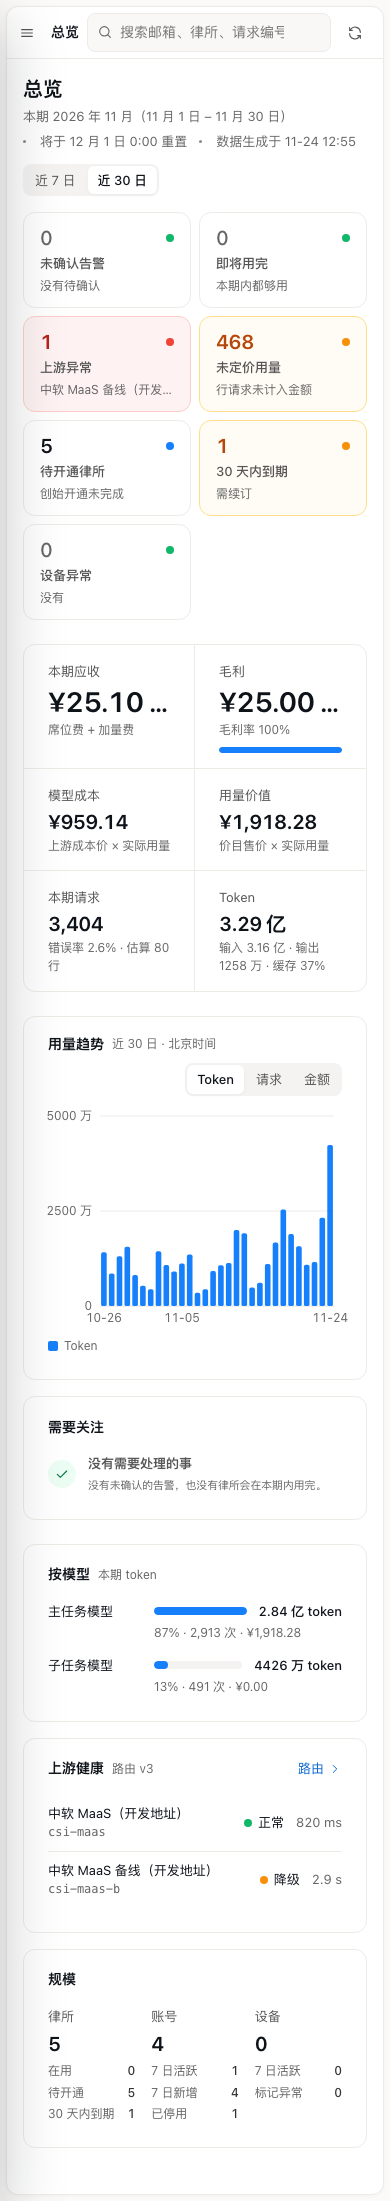 总览
搜索邮箱、律所、请求编号
总览
本期 2026 年 11 月（11 月 1 日 – 11 月 30 日）
• 将于 12 月 1 日 0:00 重置 • 数据生成于 11-24 12:55
近 7 日 近 30 日
0
未确认告警
没有待确认
0
即将用完
本期内都够用
1
上游异常
中软 MaaS 备线（开发…
468
未定价用量
行请求未计入金额
5
待开通律所
创始开通未完成
1
30 天内到期
需续订
0
设备异常
没有
本期应收
¥25.10 …
席位费 + 加量费
毛利
¥25.00 …
毛利率 100%
模型成本
¥959.14
上游成本价 × 实际用量
用量价值
¥1,918.28
价目售价 × 实际用量
本期请求
3,404
错误率 2.6% · 估算 80
行
Token
3.29 亿
输入 3.16 亿 · 输出
1258 万 · 缓存 37%
用量趋势 近 30 日 · 北京时间
Token 请求 金额
5000 万
2500 万
0
10-26 11-05 11-24
Token
需要关注
没有需要处理的事
没有未确认的告警，也没有律所会在本期内用完。
按模型 本期 token
主任务模型 2.84 亿 token
87% · 2,913 次 · ¥1,918.28
子任务模型 4426 万 token
13% · 491 次 · ¥0.00
上游健康 路由 v3 路由
中软 MaaS（开发地址）
csi-maas
正常 820 ms
中软 MaaS 备线（开发地址）
csi-maas-b
降级 2.9 s
规模
律所 账号 设备
5 4 0
在用 0 7 日活跃 1 7 日活跃 0
待开通 5 7 日新增 4 标记异常 0
30 天内到期 1 已停用 1